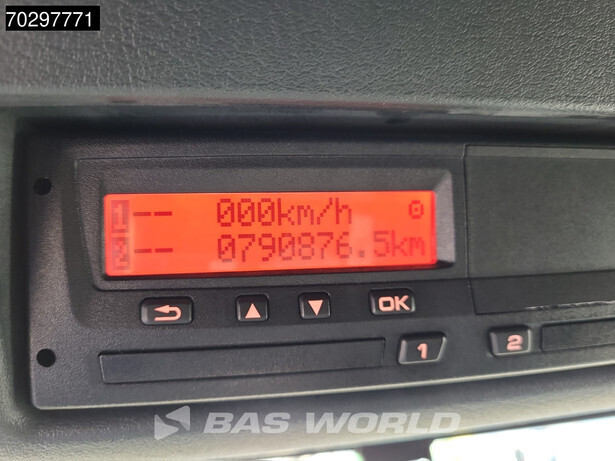 70297771
1-- 000km/h
2-- 0790876.5km
OK
1 2
BAS WORLD